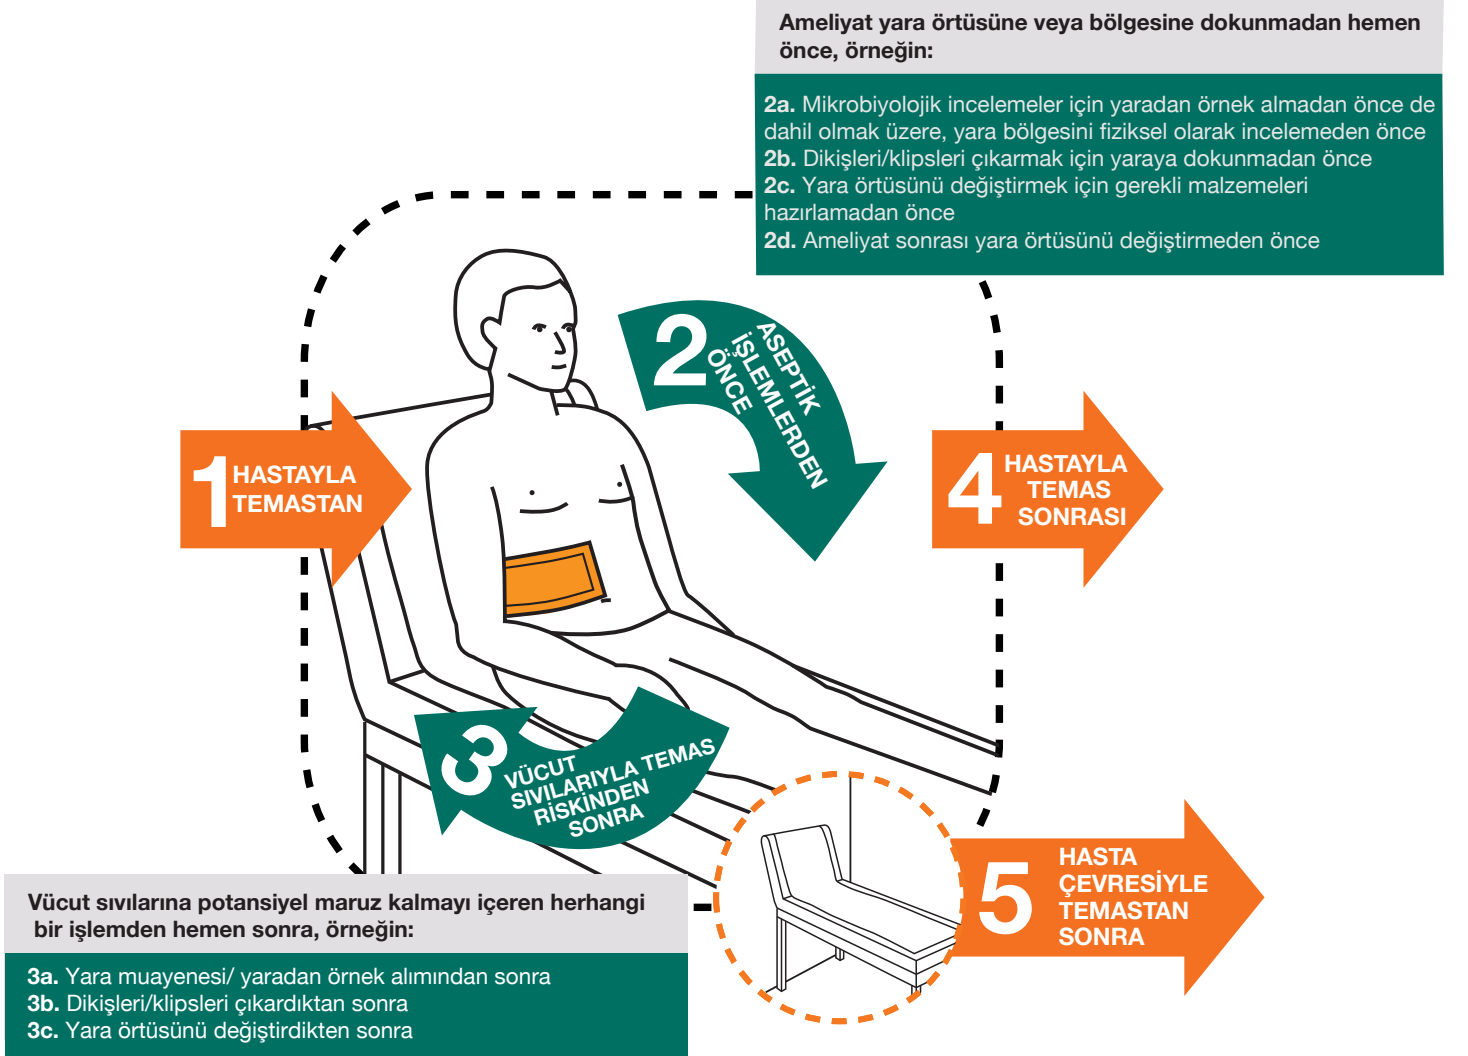 Ameliyat yara örtüsüne veya bölgesine dokunmadan hemen
önce, örneğin:
2a. Mikrobiyolojik incelemeler için yaradan örnek almadan önce de
dahil olmak üzere, yara bölgesini fiziksel olarak incelemeden önce
2b. Dikişleri/klipsleri çıkarmak için yaraya dokunmadan önce
2c. Yara örtüsünü değiştirmek için gerekli malzemeleri
hazırlamadan önce
2d. Ameliyat sonrası yara örtüsünü değiştirmeden önce
1
HASTAYLA
TEMASTAN
2
ASEPTİK
İŞLEMLERDEN
ÖNCE
4
HASTAYLA
TEMAS
SONRASI
3
VÜCUT
SIVILARIYLA TEMAS
RİSKİNDEN
SONRA
5
HASTA
ÇEVRESİYLE
TEMASTAN
SONRA
Vücut sıvılarına potansiyel maruz kalmayı içeren herhangi
bir işlemden hemen sonra, örneğin:
3a. Yara muayenesi/ yaradan örnek alımından sonra
3b. Dikişleri/klipsleri çıkardıktan sonra
3c. Yara örtüsünü değiştirdikten sonra